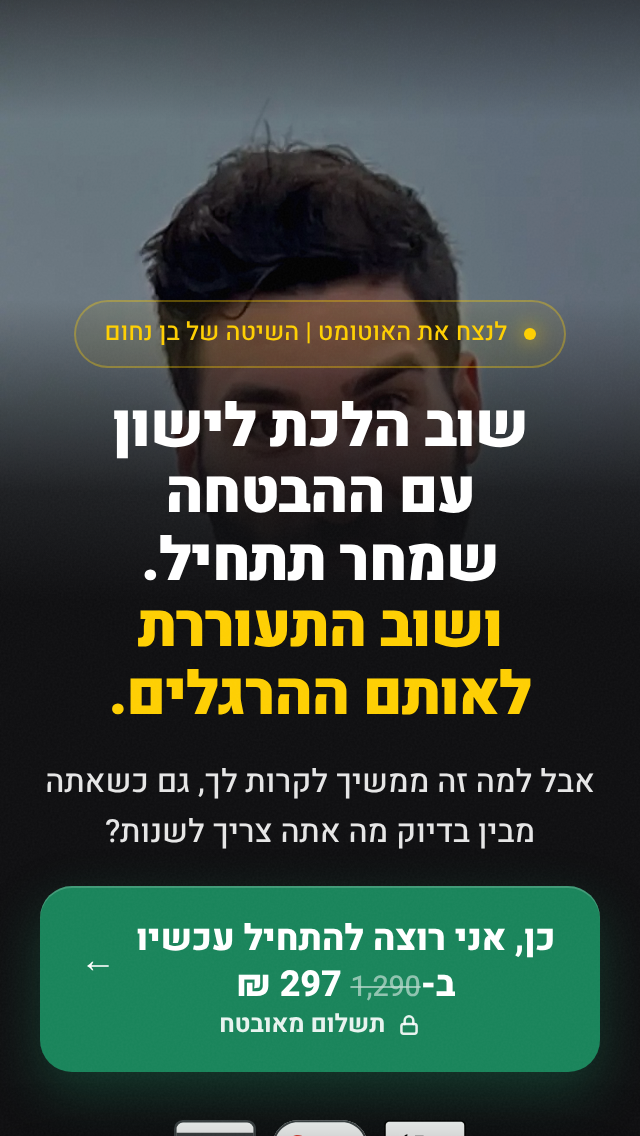 לנצח את האוטומט | השיטה של בן נחום
שוב הלכת לישון
עם ההבטחה
שמחר תתחיל.
ושוב התעוררת
לאותם ההרגלים.
אבל למה זה ממשיך לקרות לך, גם כשאתה
מבין בדיוק מה אתה צריך לשנות?
כן, אני רוצה להתחיל עכשיו
ב-1,290 297 ₪
תשלום מאובטח